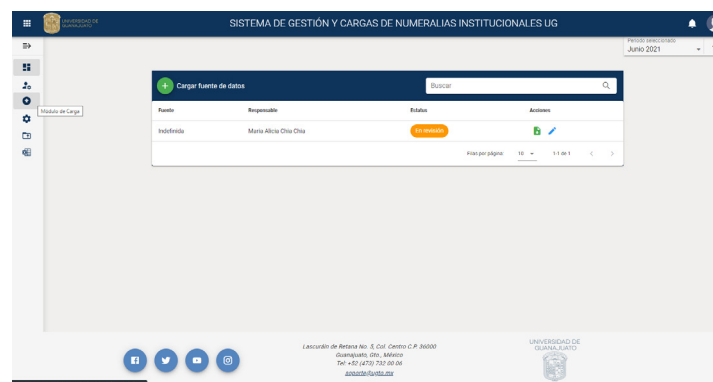 UNIVERSIDAD DE
GUANAJUATO
SISTEMA DE GESTIÓN Y CARGAS DE NUMERALIAS INSTITUCIONALES UG
Periodo seleccionado
Junio 2021
Cargar fuente de datos
Buscar
Módulo de Carga
Fuente Responsable Estatus Acciones
Indefinida Maria Alicia Chia Chia En revisión
Filas por página: 10 1-1 de 1
Lascuráin de Retana No. 5, Col. Centro C.P. 36000
Guanajuato, Gto., México
Tel: +52 (473) 732 00 06
soporte@ugto.mx
UNIVERSIDAD DE
GUANAJUATO